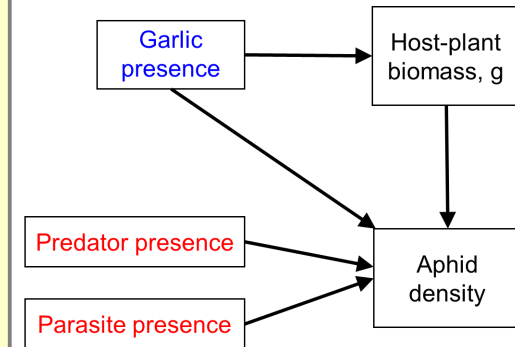 Garlic
presence
Host-plant
biomass, g
Predator presence
Aphid
density
Parasite presence